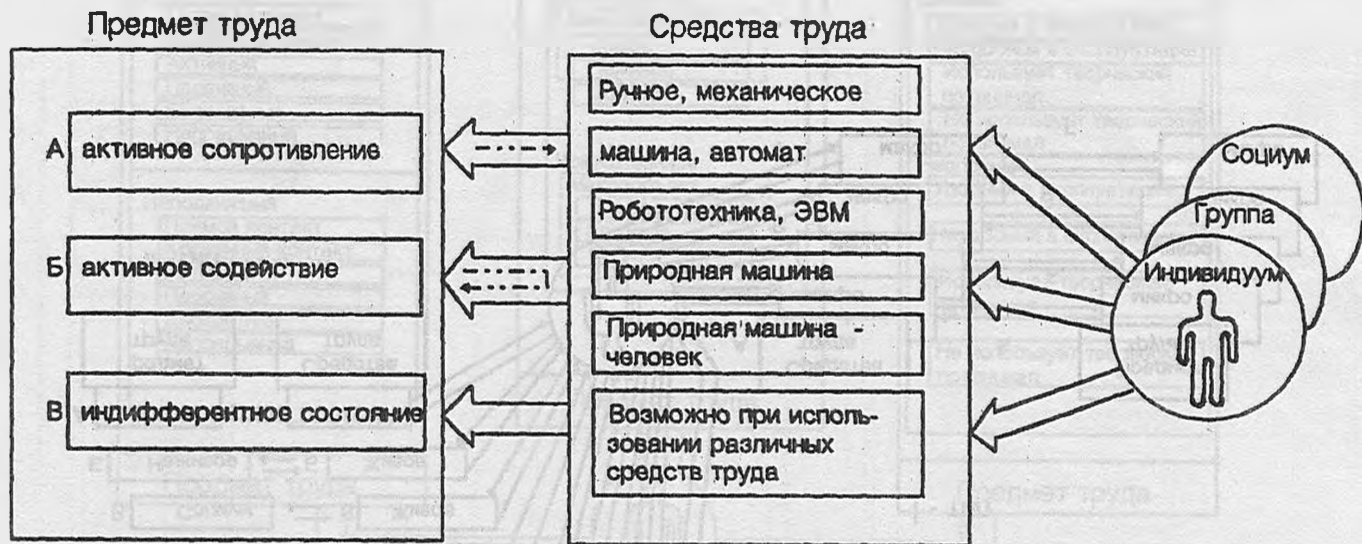 Предмет труда
Средства труда
А активное сопротивление
Б активное содействие
В индифферентное состояние
Ручное, механическое
машина, автомат
Робототехника, ЭВМ
Природная машина
Природная машина -
человек
Возможно при исполь-
зовании различных
средств труда
Социум
Группа
Индивидуум